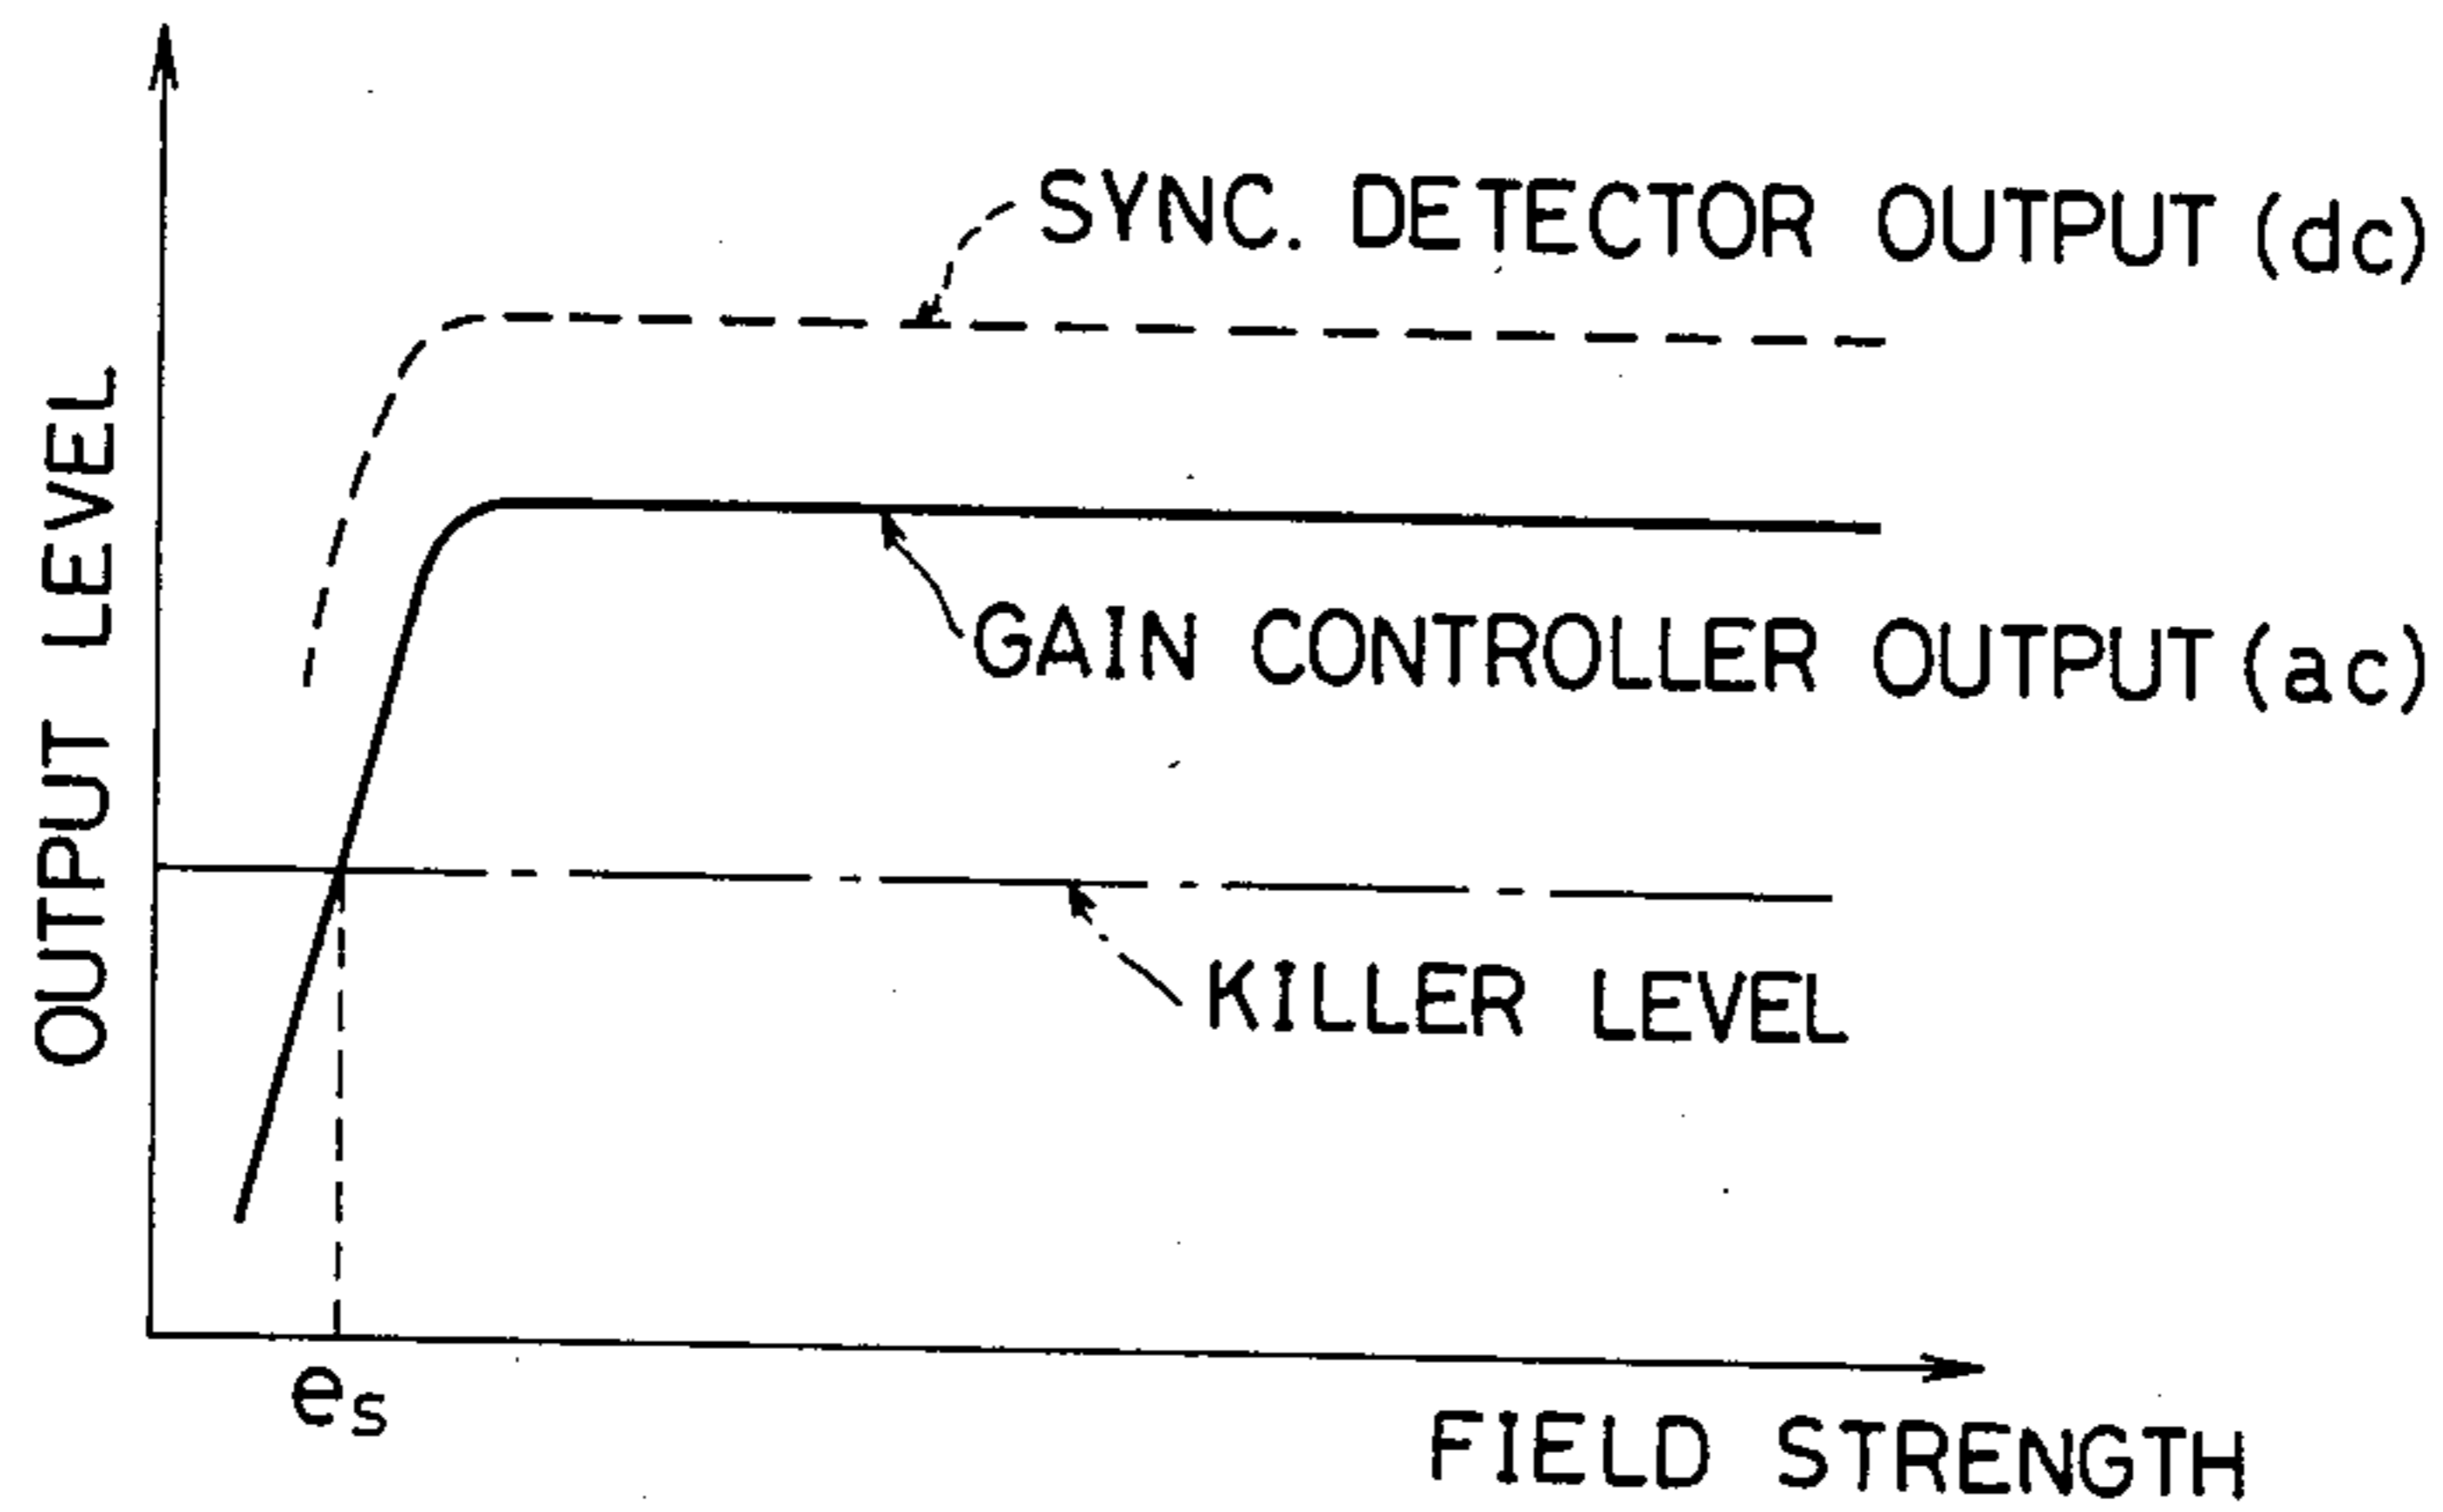 OUTPUT LEVEL
SYNC. DETECTOR OUTPUT (dc)
GAIN CONTROLLER OUTPUT (ac)
KILLER LEVEL
es
FIELD STRENGTH